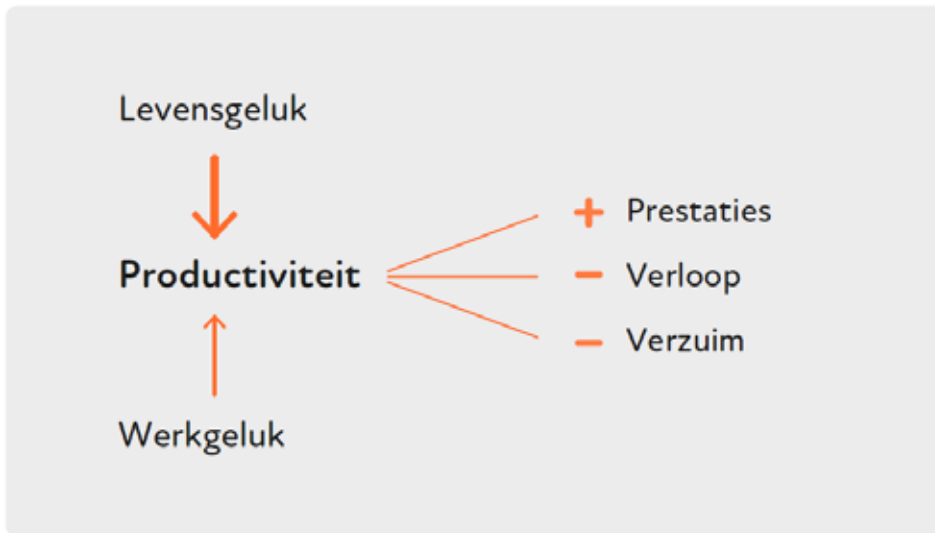 Levensgeluk
Productiviteit
+ Prestaties
− Verloop
− Verzuim
Werkgeluk